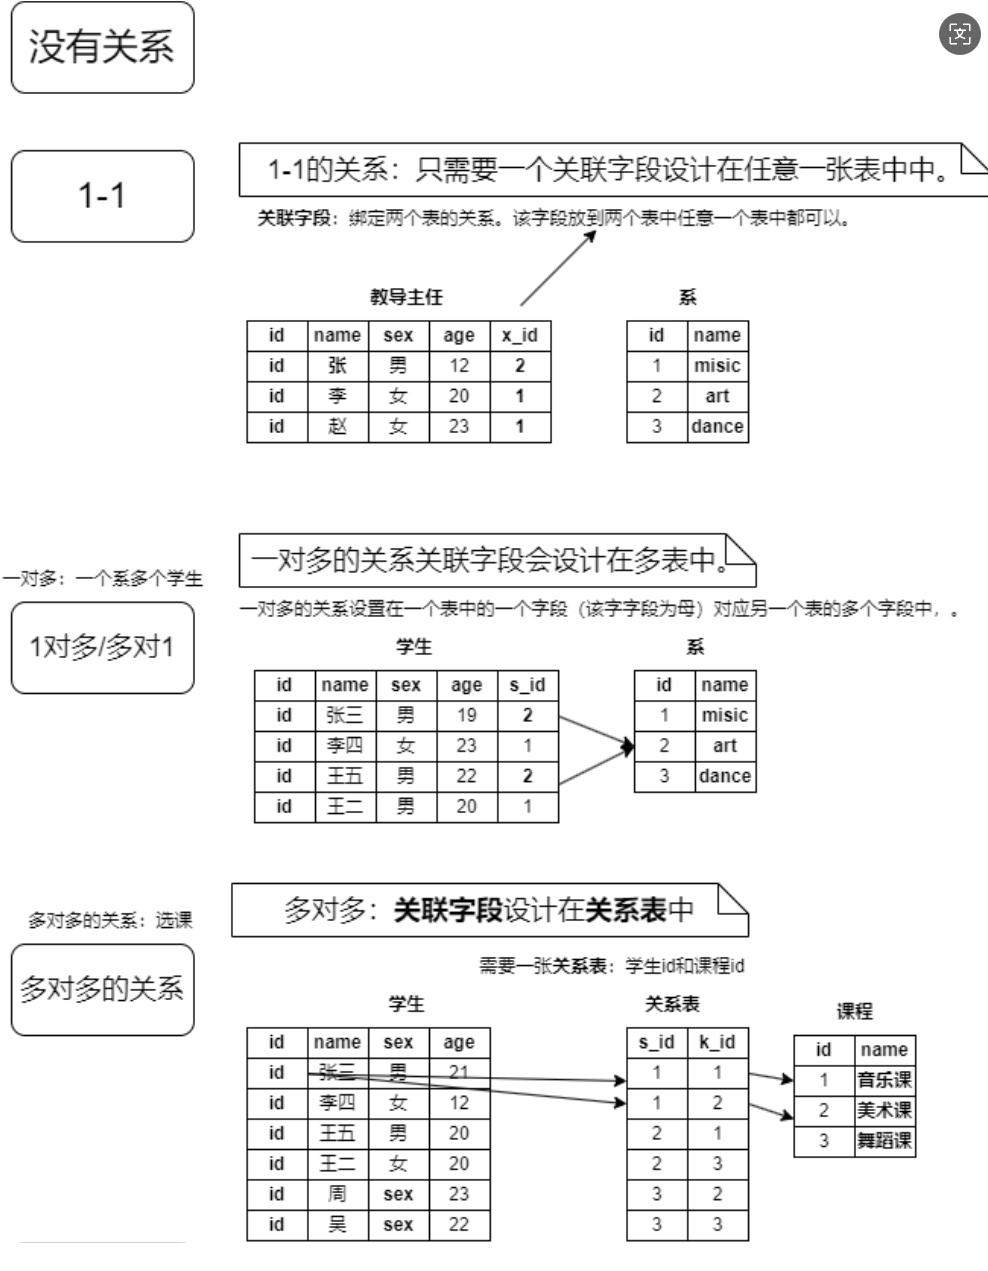 没有关系
1-1
1-1的关系：只需要一个关联字段设计在任意一张表中中。
关联字段：绑定两个表的关系。该字段放到两个表中任意一个表中都可以。
教导主任 系
id name sex age x_id id name
id 张 男 12 2 1 misic
id 李 女 20 1 2 art
id 赵 女 23 1 3 dance
一对多的关系关联字段会设计在多表中。
一对多：一个系多个学生
1对多/多对1
一对多的关系设置在一个表中的一个字段（该字字段为母）对应另一个表的多个字段中，。
学生 系
id name sex age s_id id name
id 张三 男 19 2 1 misic
id 李四 女 23 1 2 art
id 王五 男 22 2 3 dance
id 王二 男 20 1
多对多：关联字段设计在关系表中
多对多的关系：选课
多对多的关系
需要一张关系表：学生id和课程id
学生 关系表 课程
id name sex age s_id k_id id name
id 张三 男 21 1 1 1 音乐课
id 李四 女 12 1 2 2 美术课
id 王五 男 20 2 1 3 舞蹈课
id 王二 女 20 2 3
id 周 sex 23 3 2
id 吴 sex 22 3 3